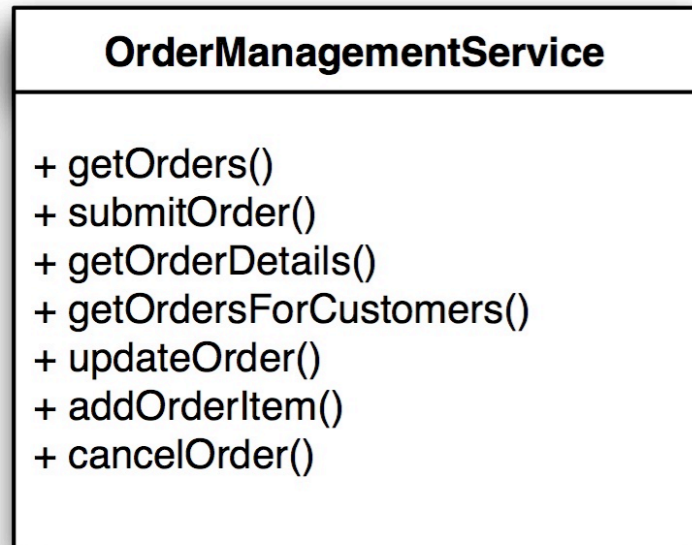 OrderManagementService
+ getOrders()
+ submitOrder()
+ getOrderDetails()
+ getOrdersForCustomers()
+ updateOrder()
+ addOrderItem()
+ cancelOrder()